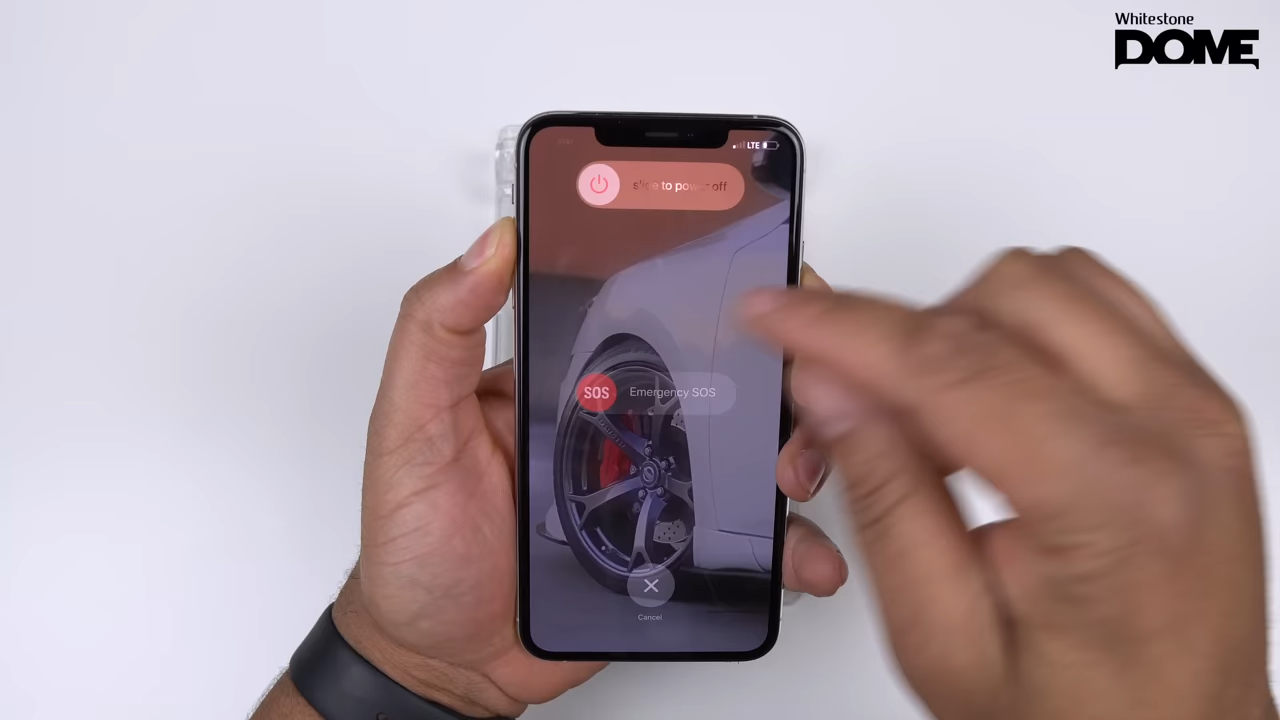 Whitestone
DOME
LTE
slide to power off
SOS
Emergency SOS
Cancel